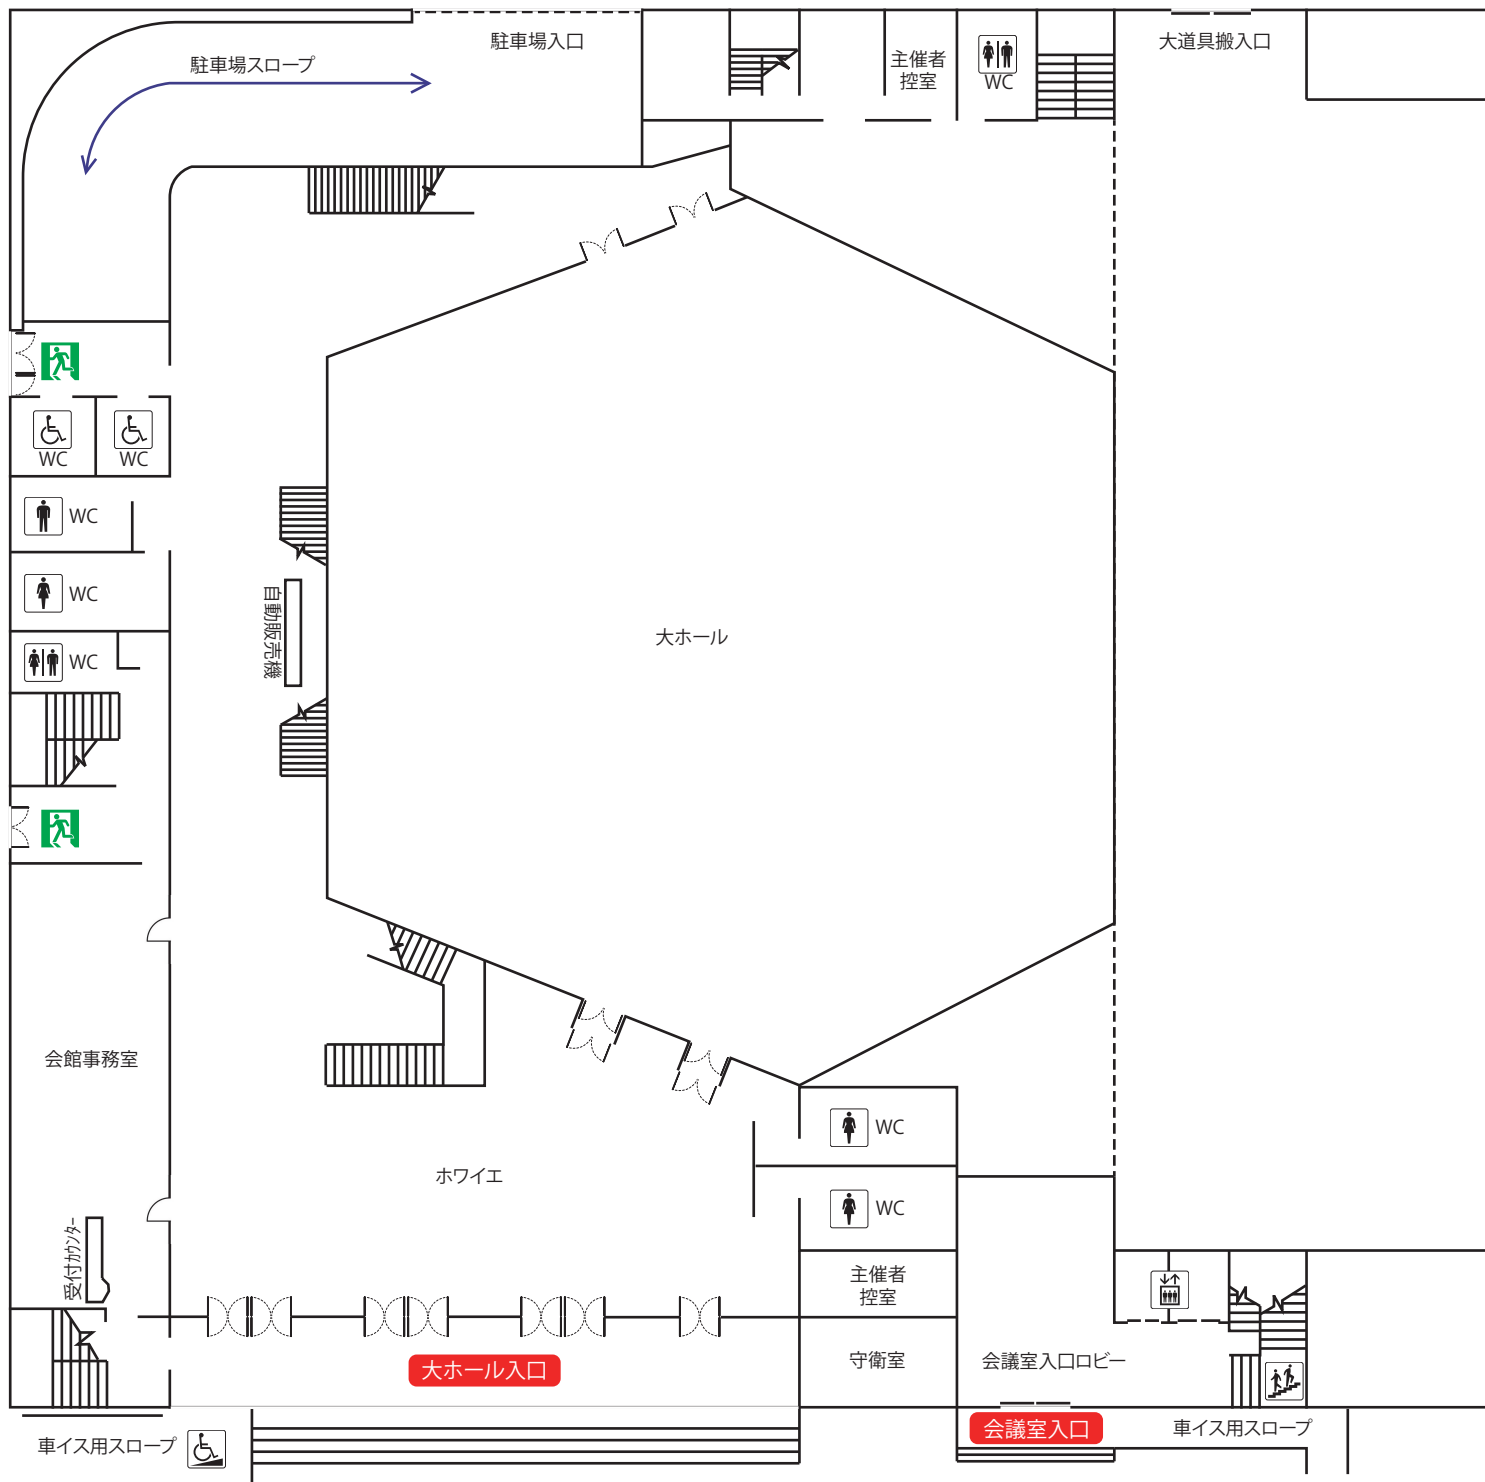 駐車場入口
駐車場スロープ
主催者
控室
WC
大道具搬入口
WC
WC
WC
WC
WC
自動販売機
大ホール
会館事務室
ホワイエ
WC
WC
受付カウンター
主催者
控室
守衛室
会議室入口ロビー
大ホール入口
会議室入口
車イス用スロープ
車イス用スロープ